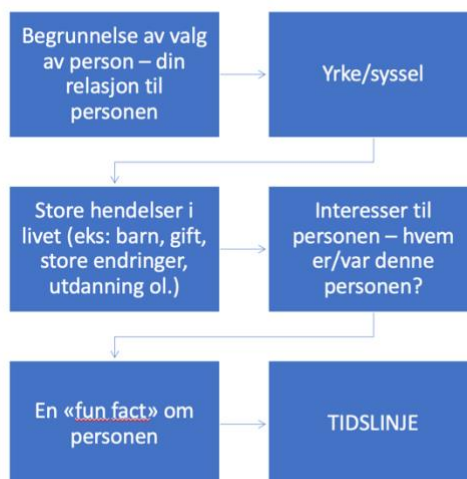 Begrunnelse av valg
av person – din
relasjon til
personen
Yrke/syssel
Store hendelser i
livet (eks: barn, gift,
store endringer,
utdanning ol.)
Interesser til
personen – hvem
er/var denne
personen?
En «fun fact» om
personen
TIDSLINJE